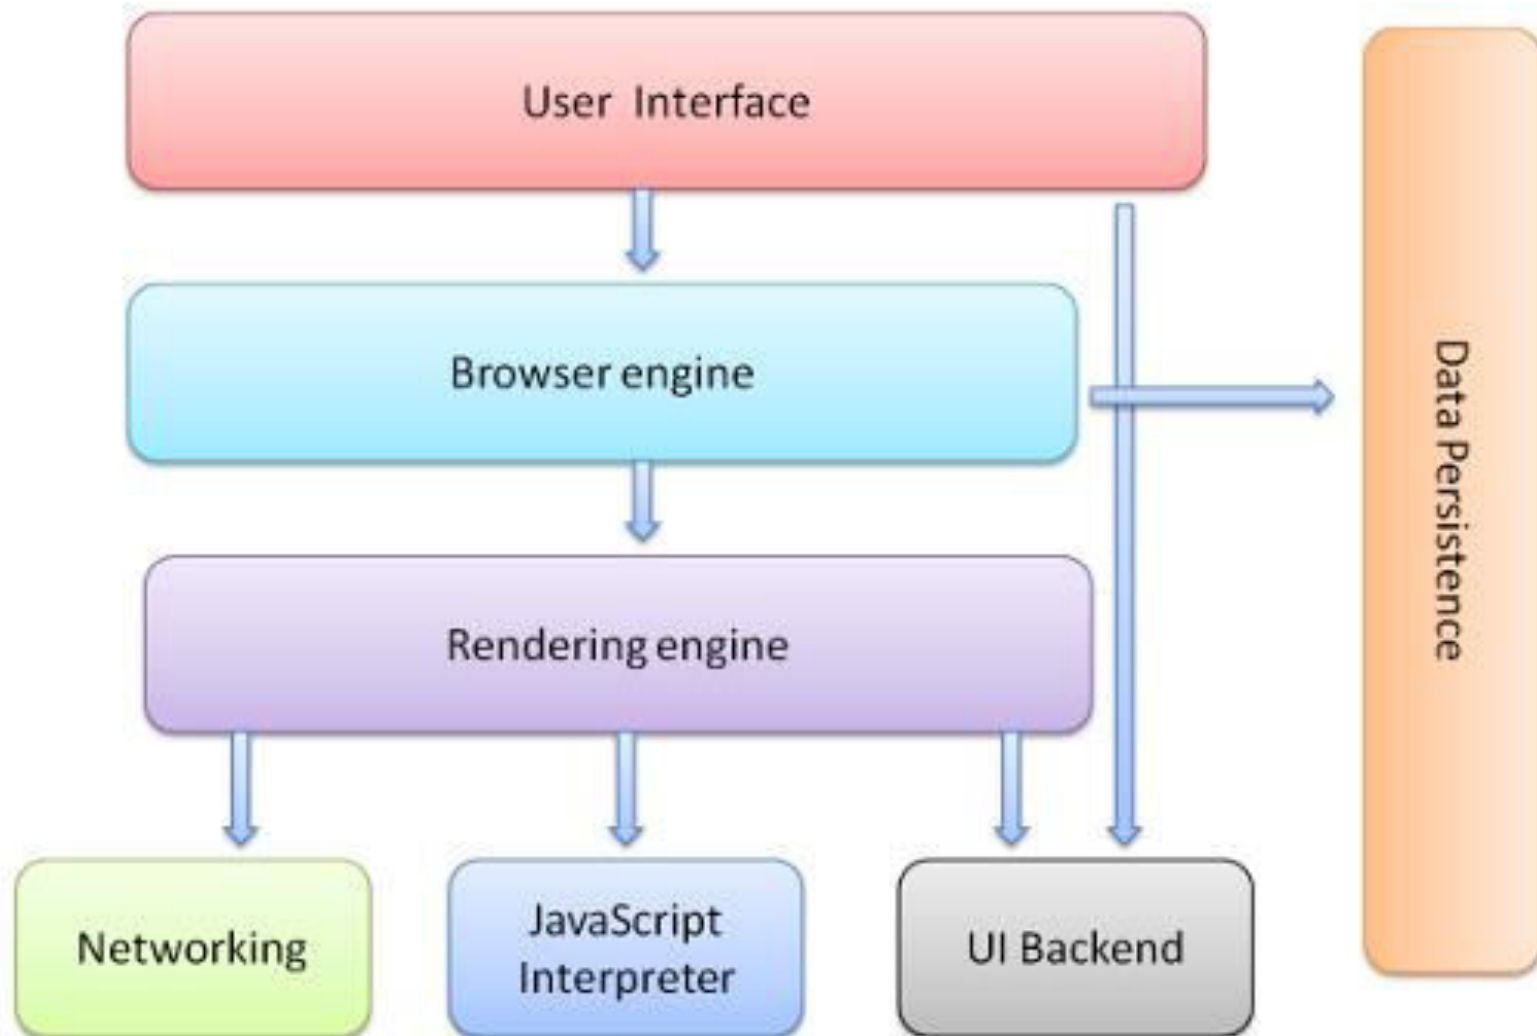 User Interface
Browser engine
Data Persistence
Rendering engine
Networking
JavaScript
Interpreter
UI Backend